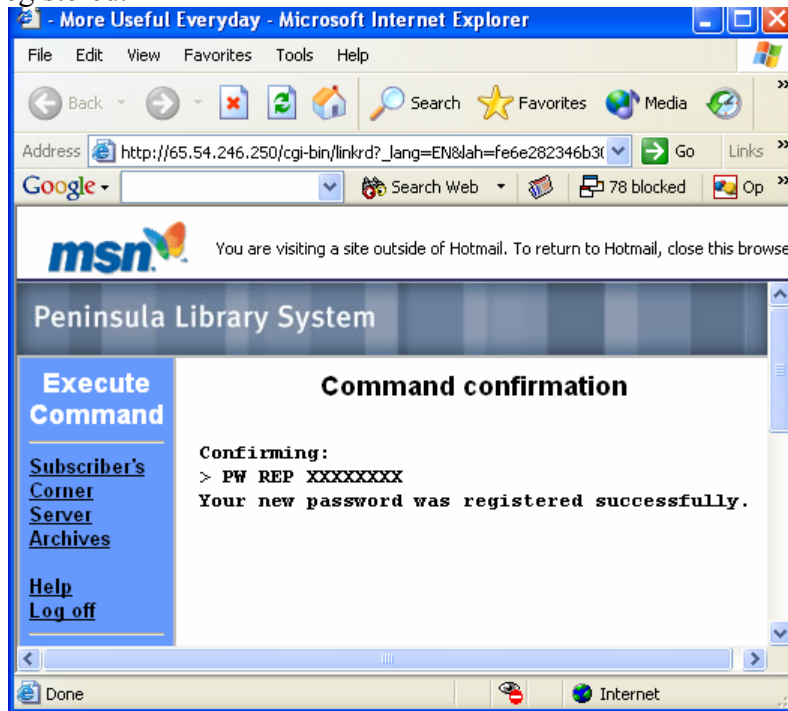 - More Useful Everyday - Microsoft Internet Explorer
File Edit View Favorites Tools Help
Back Search Favorites Media »
Address http://65.54.246.250/cgi-bin/linkrd?_lang=EN&lah=fe6e282346b3 Go Links »
Google Search Web 78 blocked Op »
msn You are visiting a site outside of Hotmail. To return to Hotmail, close this browse
Peninsula Library System
Execute
Command
Subscriber's
Corner
Server
Archives
Help
Log off
Command confirmation
Confirming:
> PW REP XXXXXXXX
Your new password was registered successfully.
Done Internet